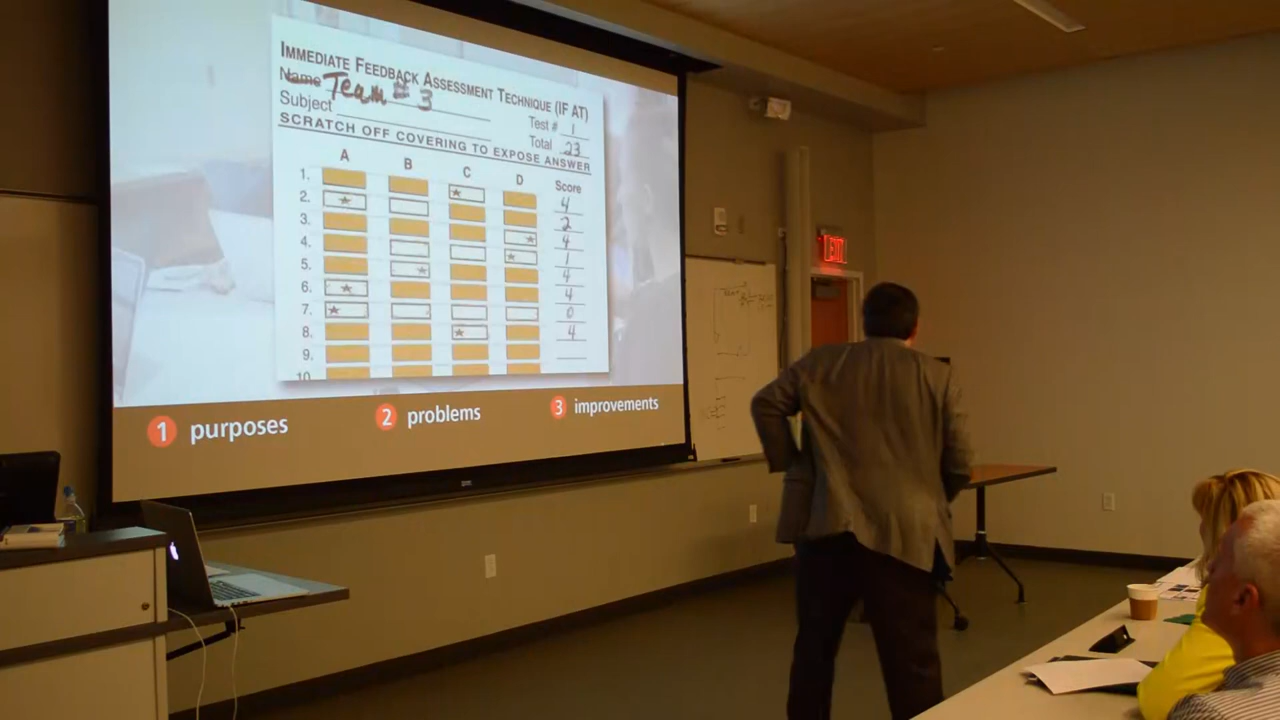 IMMEDIATE FEEDBACK ASSESSMENT TECHNIQUE (IF AT)
Name Team # 3
Subject
Test # 1
Total 23
SCRATCH OFF COVERING TO EXPOSE ANSWER
A B C D Score
1. 4
2. 2
3. 4
4. 1
5. 4
6. 4
7. 0
8. 4
9.
10
1 purposes
2 problems
3 improvements
EXIT